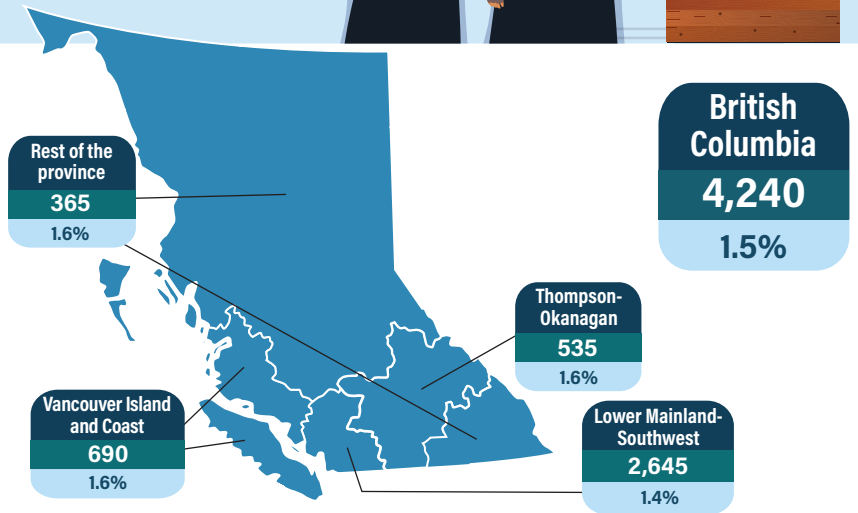 British
Columbia
4,240
1.5%
Rest of the
province
365
1.6%
Thompson-
Okanagan
535
1.6%
Vancouver Island
and Coast
690
1.6%
Lower Mainland-
Southwest
2,645
1.4%